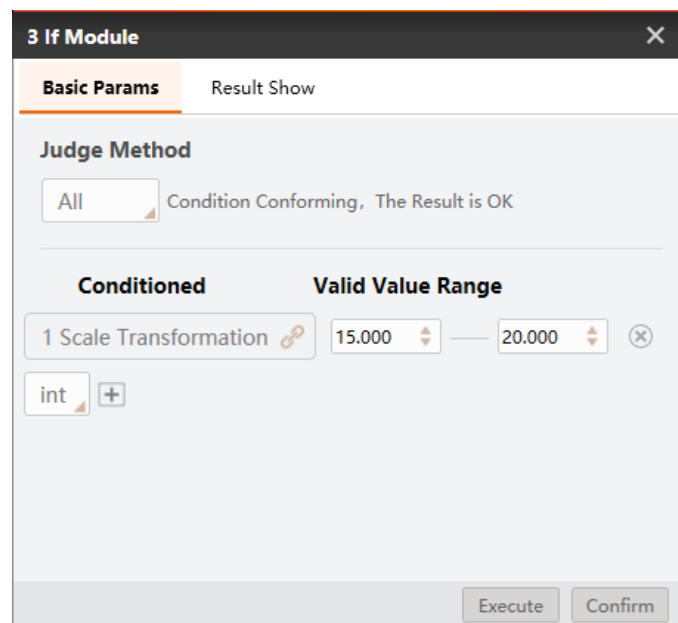 3 If Module
Basic Params Result Show
Judge Method
All Condition Conforming, The Result is OK
Conditioned Valid Value Range
1 Scale Transformation 15.000 20.000
int
Execute Confirm